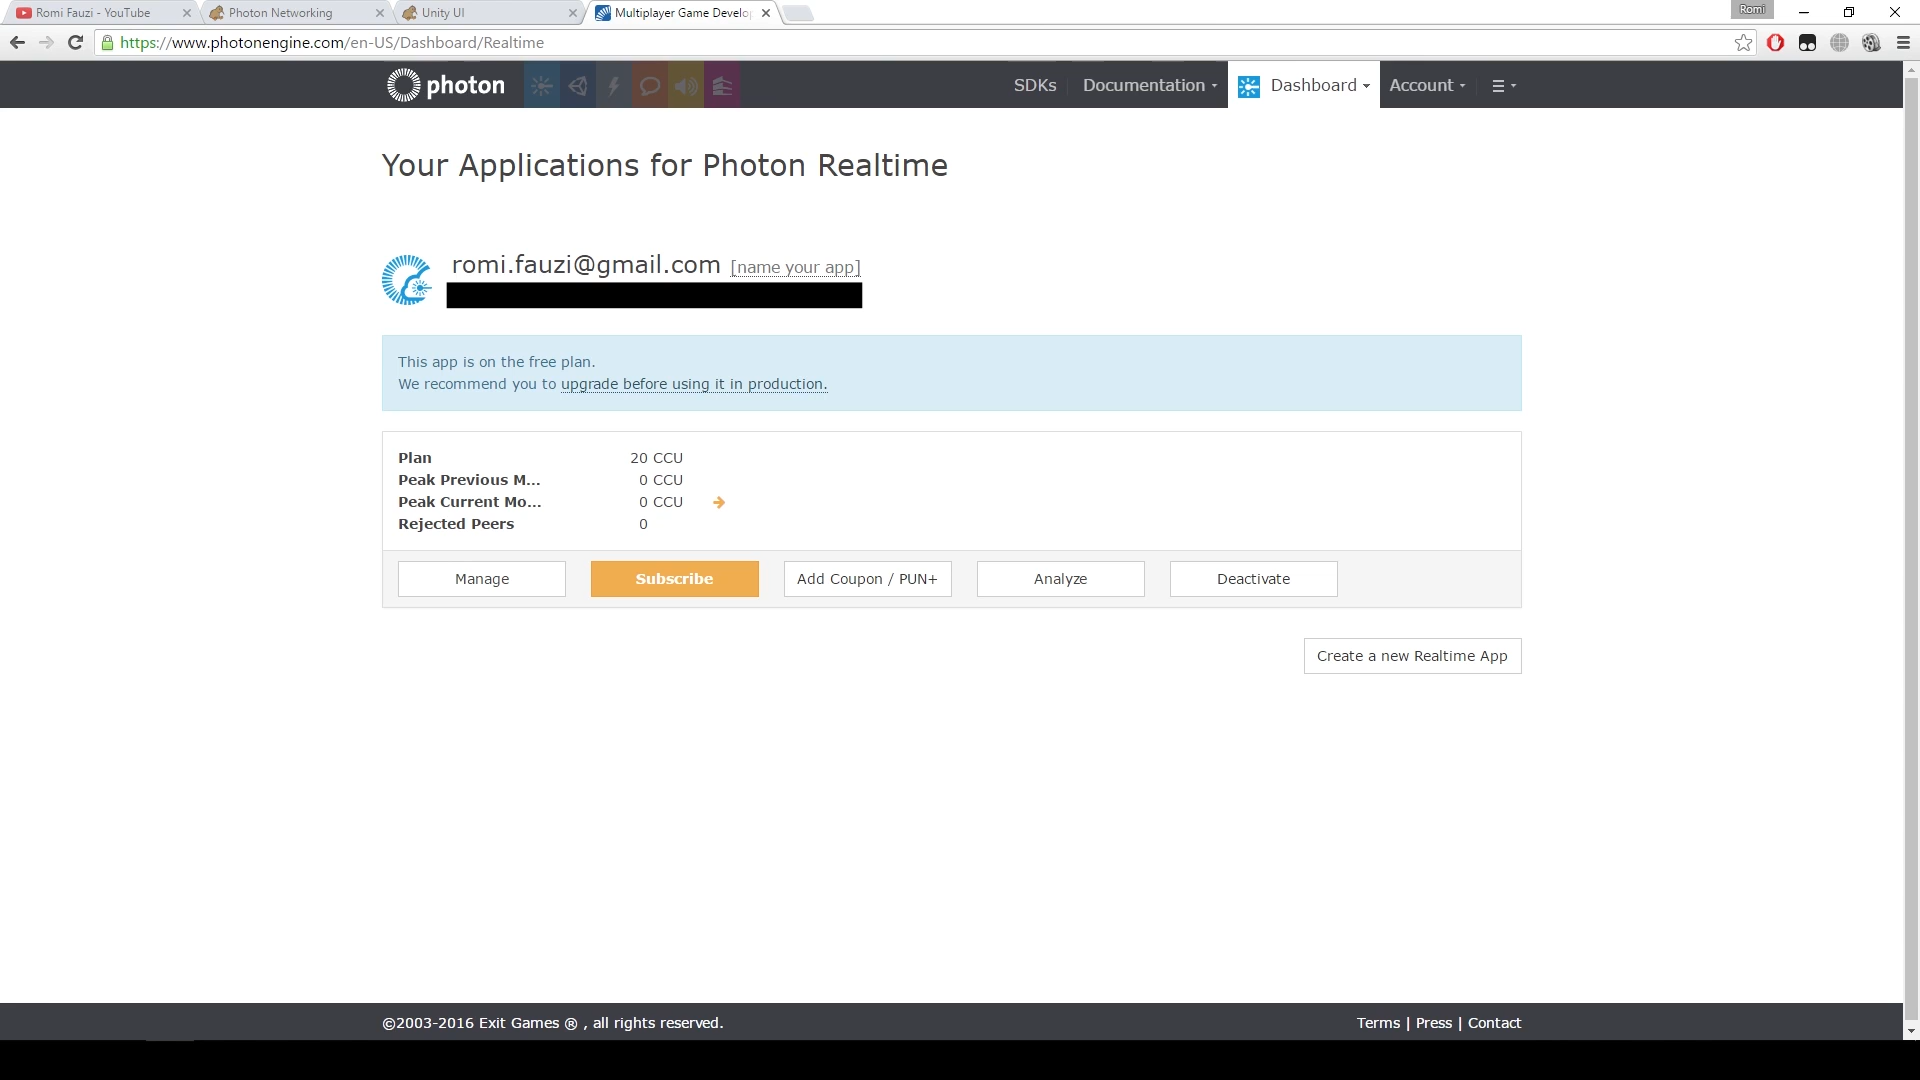 Romi Fauzi - YouTube
Photon Networking
Unity UI
Multiplayer Game Develo
Romi
https://www.photonengine.com/en-US/Dashboard/Realtime
photon
SDKs
Documentation
Dashboard
Account
Your Applications for Photon Realtime
romi.fauzi@gmail.com [name your app]
This app is on the free plan.
We recommend you to upgrade before using it in production.
Plan 20 CCU
Peak Previous M... 0 CCU
Peak Current Mo... 0 CCU
Rejected Peers 0
Manage
Subscribe
Add Coupon / PUN+
Analyze
Deactivate
Create a new Realtime App
©2003-2016 Exit Games ® , all rights reserved.
Terms | Press | Contact